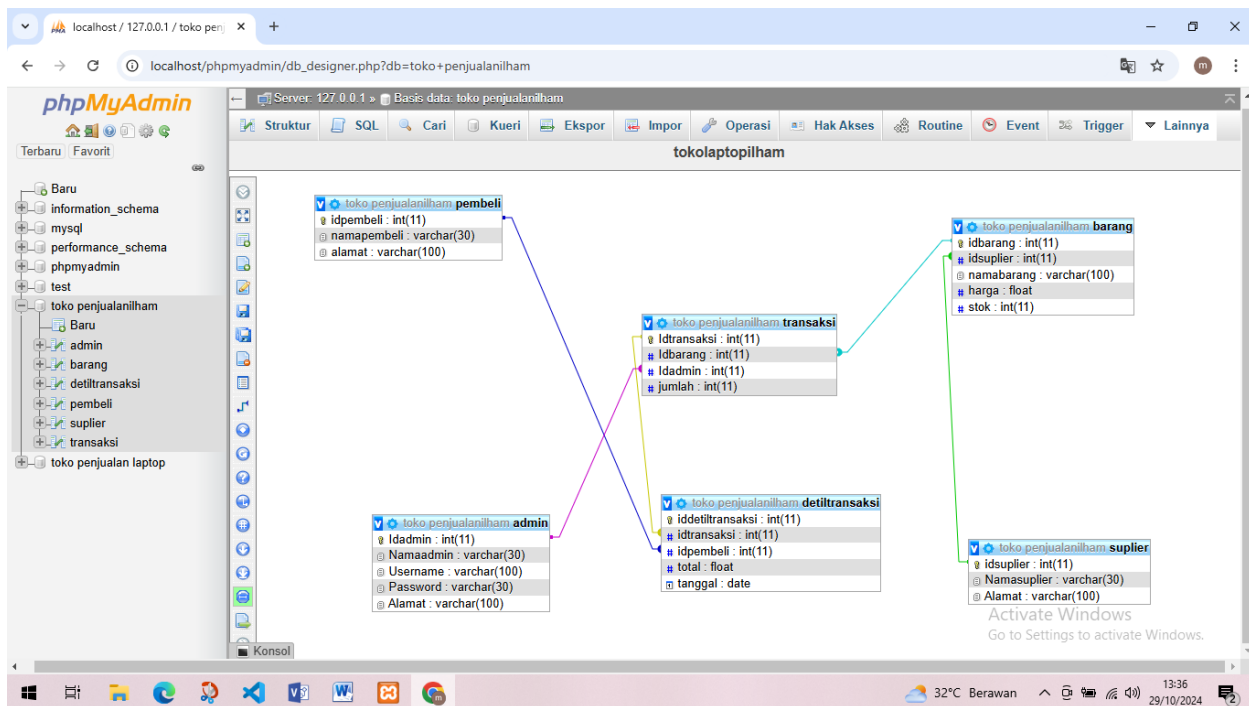 localhost / 127.0.0.1 / toko penj
localhost/phpmyadmin/db_designer.php?db=toko+penjualanilham
m
phpMyAdmin
Terbaru Favorit
Baru
information_schema
mysql
performance_schema
phpmyadmin
test
toko penjualanilham
Baru
admin
barang
detiltransaksi
pembeli
suplier
transaksi
toko penjualan laptop
Server: 127.0.0.1 » Basis data: toko penjualanilham
Struktur SQL Cari Kueri Ekspor Impor Operasi Hak Akses Routine Event Trigger Lainnya
tokolaptopilham
toko penjualanilham pembeli
idpembeli : int(11)
namapembeli : varchar(30)
alamat : varchar(100)
toko penjualanilham barang
idbarang : int(11)
idsuplier : int(11)
namabarang : varchar(100)
harga : float
stok : int(11)
toko penjualanilham transaksi
Idtransaksi : int(11)
Idbarang : int(11)
Idadmin : int(11)
jumlah : int(11)
toko penjualanilham detiltransaksi
iddetiltransaksi : int(11)
idtransaksi : int(11)
idpembeli : int(11)
total : float
tanggal : date
toko penjualanilham admin
Idadmin : int(11)
Namaadmin : varchar(30)
Username : varchar(100)
Password : varchar(30)
Alamat : varchar(100)
toko penjualanilham suplier
idsuplier : int(11)
Namasuplier : varchar(30)
Alamat : varchar(100)
Activate Windows
Go to Settings to activate Windows.
Konsol
32°C Berawan
13:36
29/10/2024
2